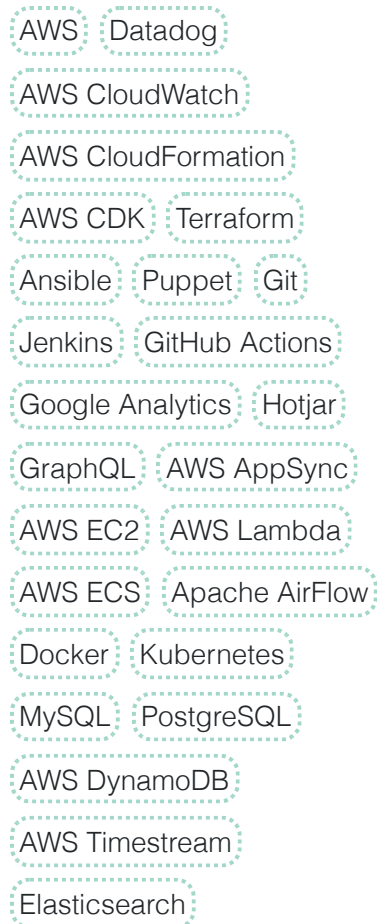 AWS Datadog
AWS CloudWatch
AWS CloudFormation
AWS CDK Terraform
Ansible Puppet Git
Jenkins GitHub Actions
Google Analytics Hotjar
GraphQL AWS AppSync
AWS EC2 AWS Lambda
AWS ECS Apache AirFlow
Docker Kubernetes
MySQL PostgreSQL
AWS DynamoDB
AWS Timestream
Elasticsearch